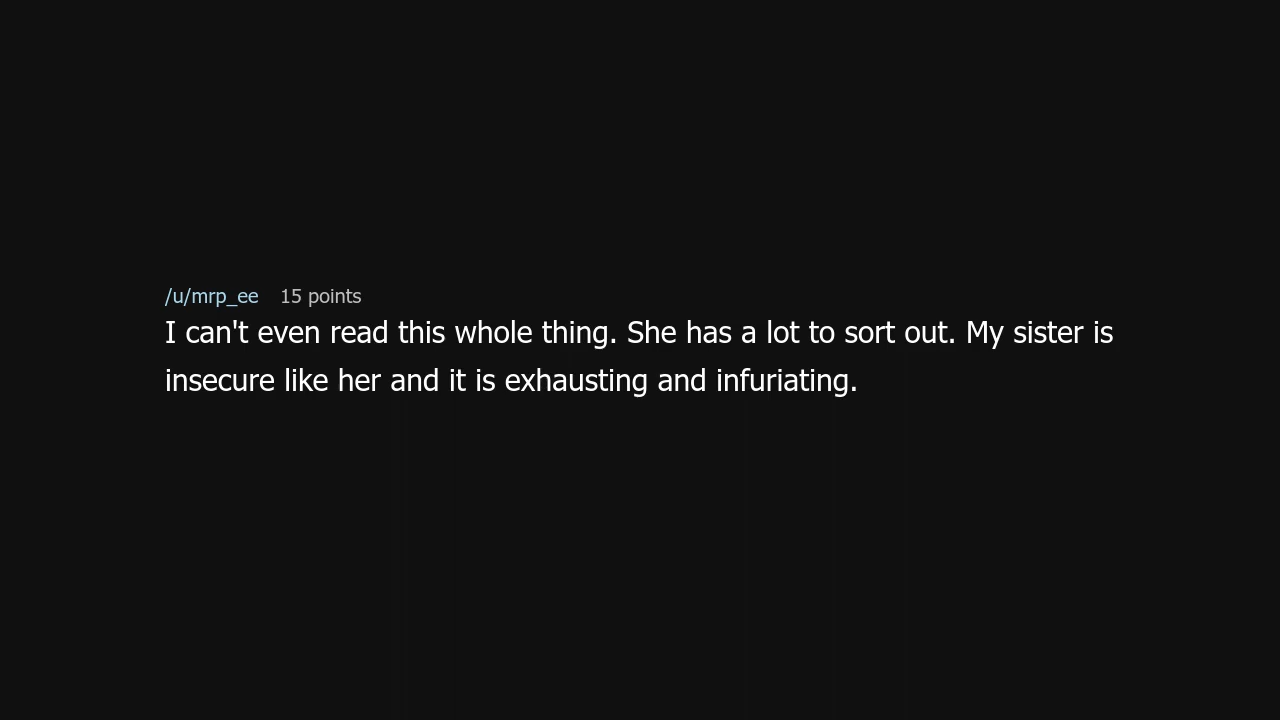 /u/mrp_ee 15 points
I can't even read this whole thing. She has a lot to sort out. My sister is
insecure like her and it is exhausting and infuriating.